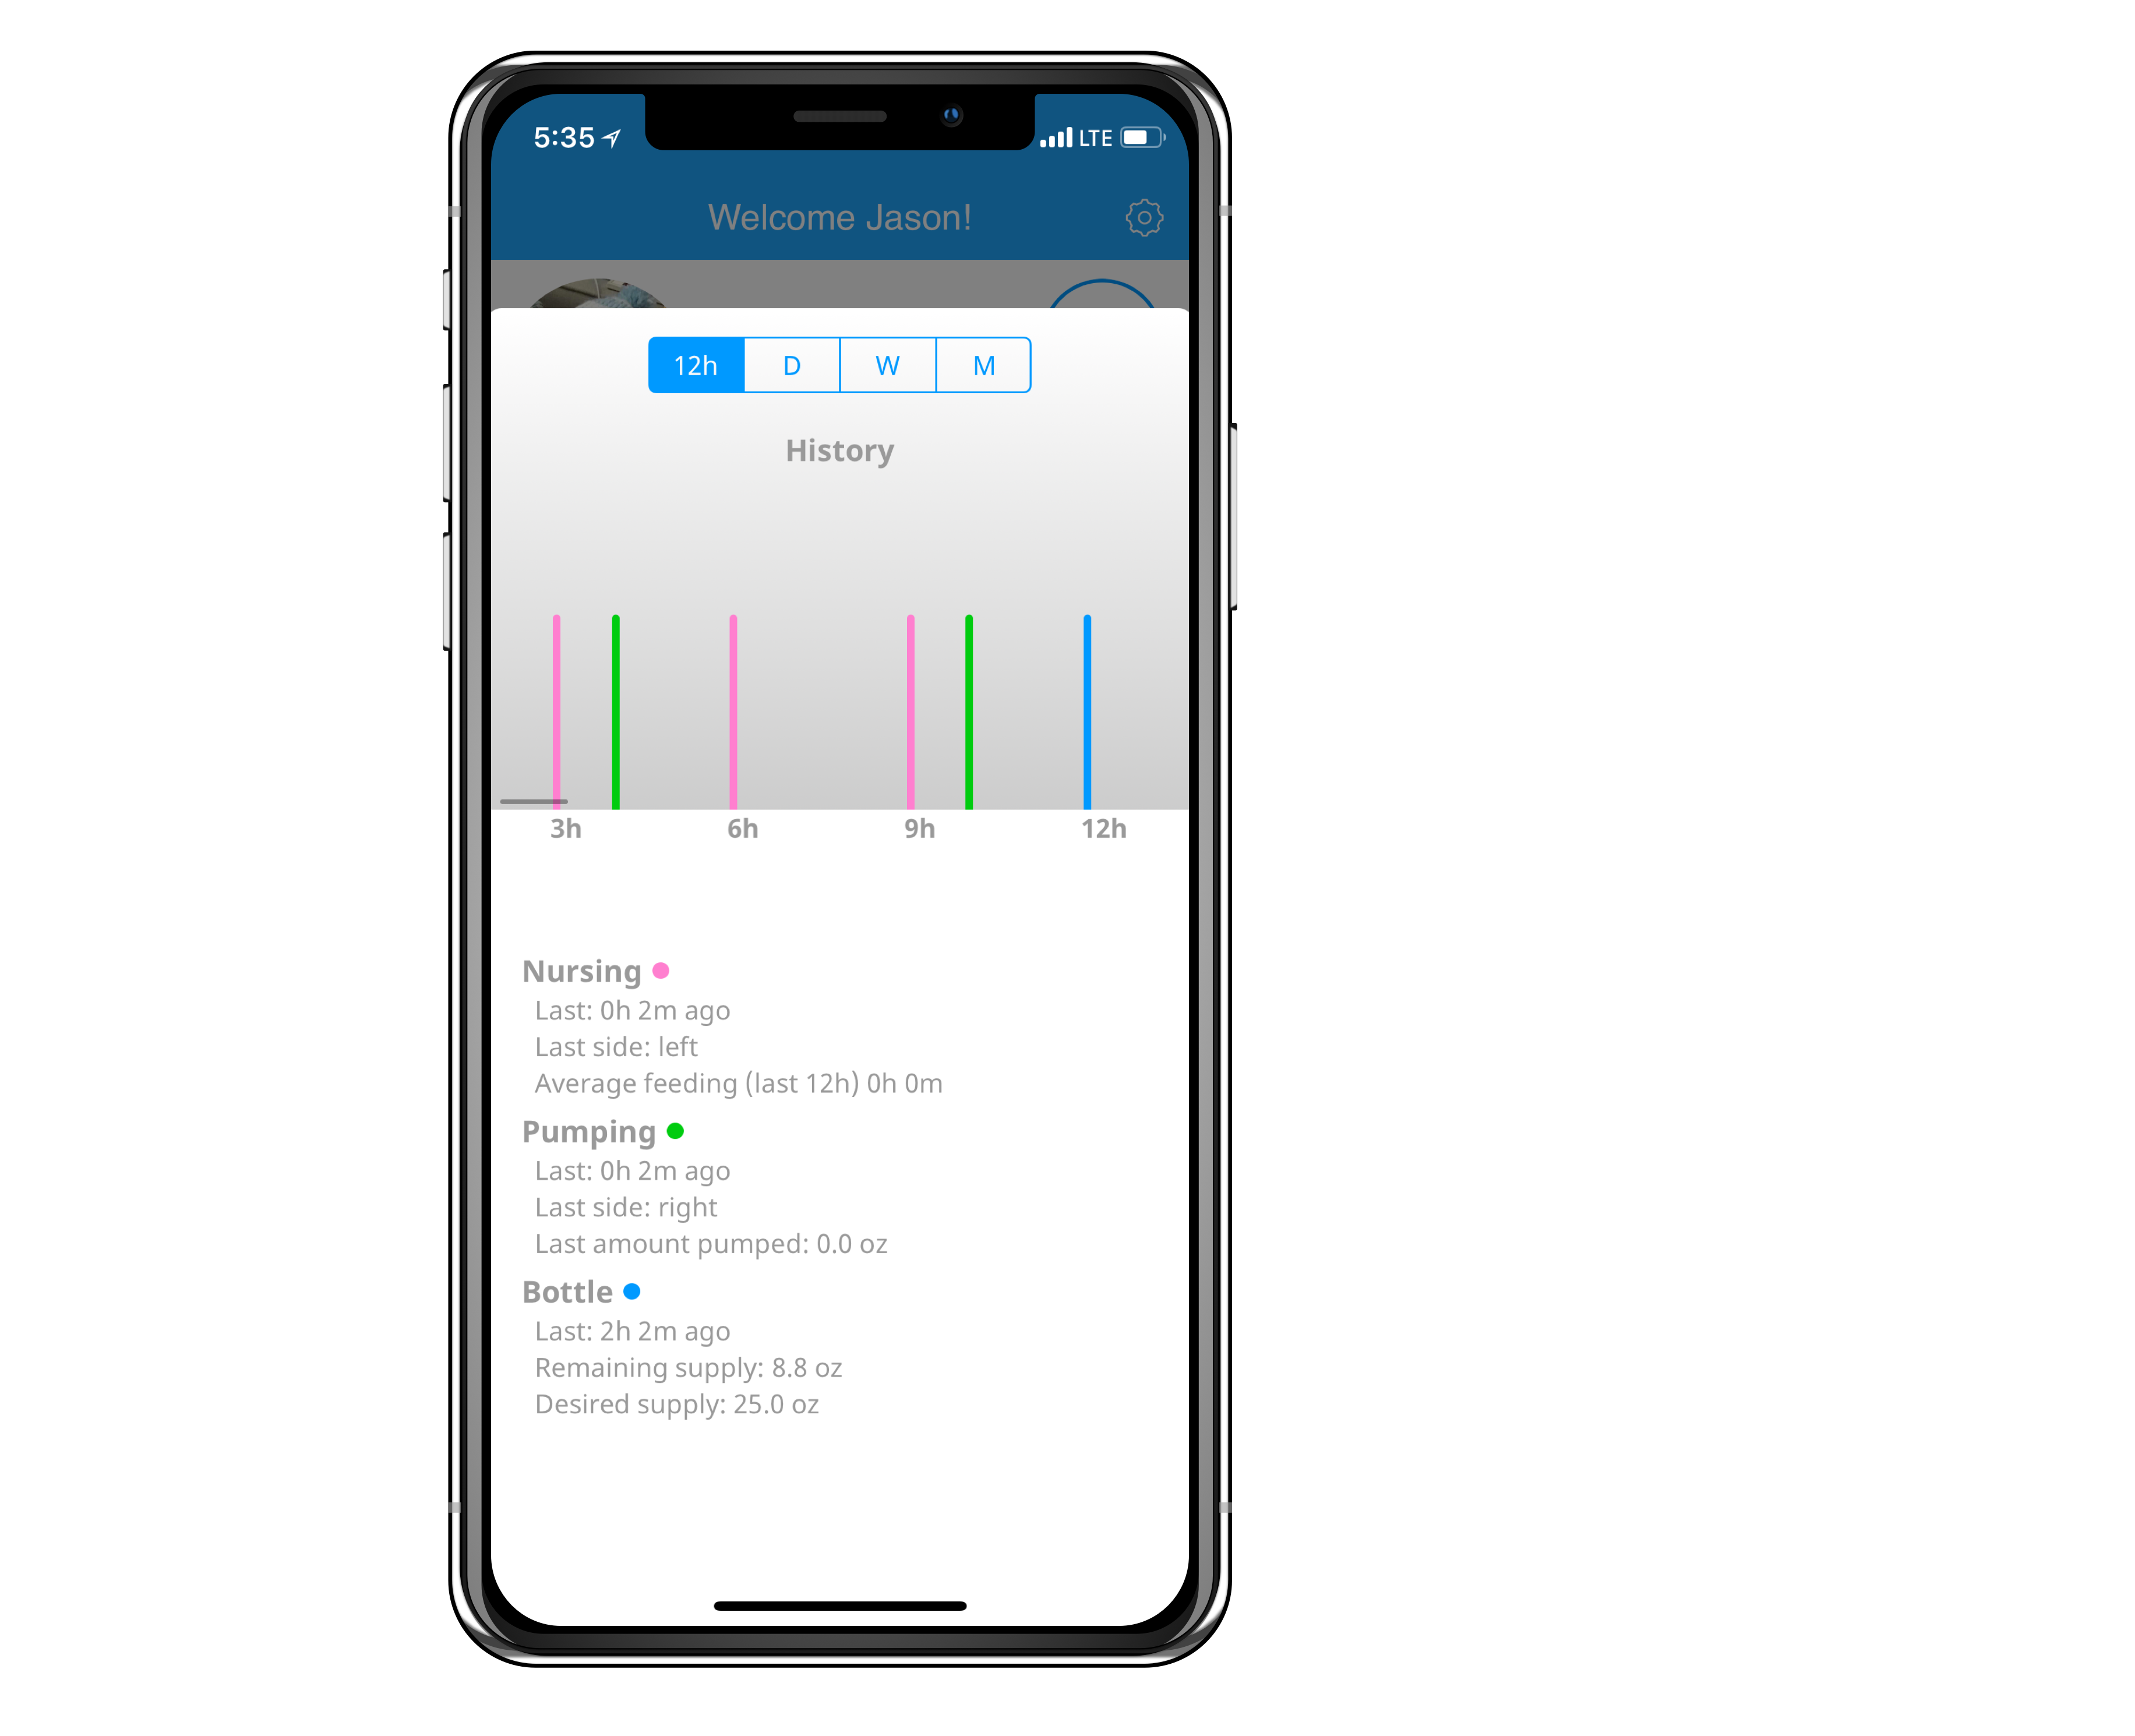 5:35 LTE
Welcome Jason!
12h D W M
History
3h 6h 9h 12h
Nursing
Last: 0h 2m ago
Last side: left
Average feeding (last 12h) 0h 0m
Pumping
Last: 0h 2m ago
Last side: right
Last amount pumped: 0.0 oz
Bottle
Last: 2h 2m ago
Remaining supply: 8.8 oz
Desired supply: 25.0 oz